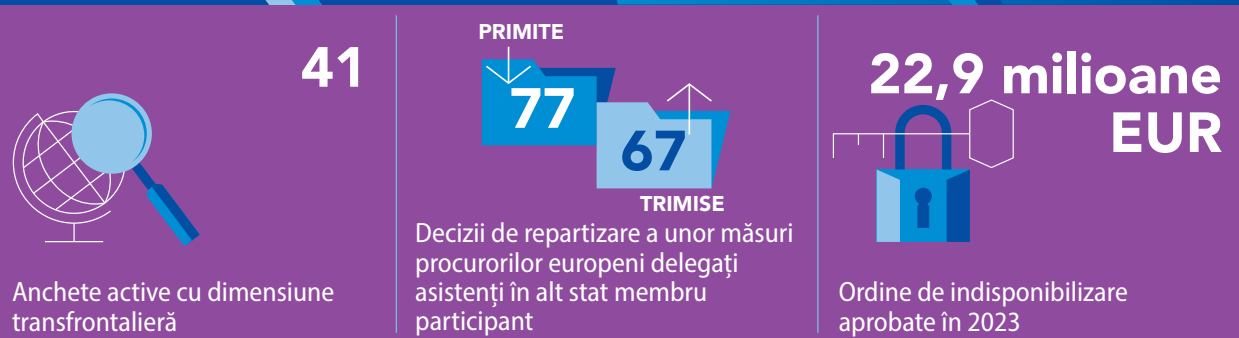 41
Anchete active cu dimensiune
transfrontalieră
PRIMITE
77
67
TRIMISE
Decizii de repartizare a unor măsuri
procurorilor europeni delegați
asistenți în alt stat membru
participant
22,9 milioane
EUR
Ordine de indisponibilizare
aprobate în 2023